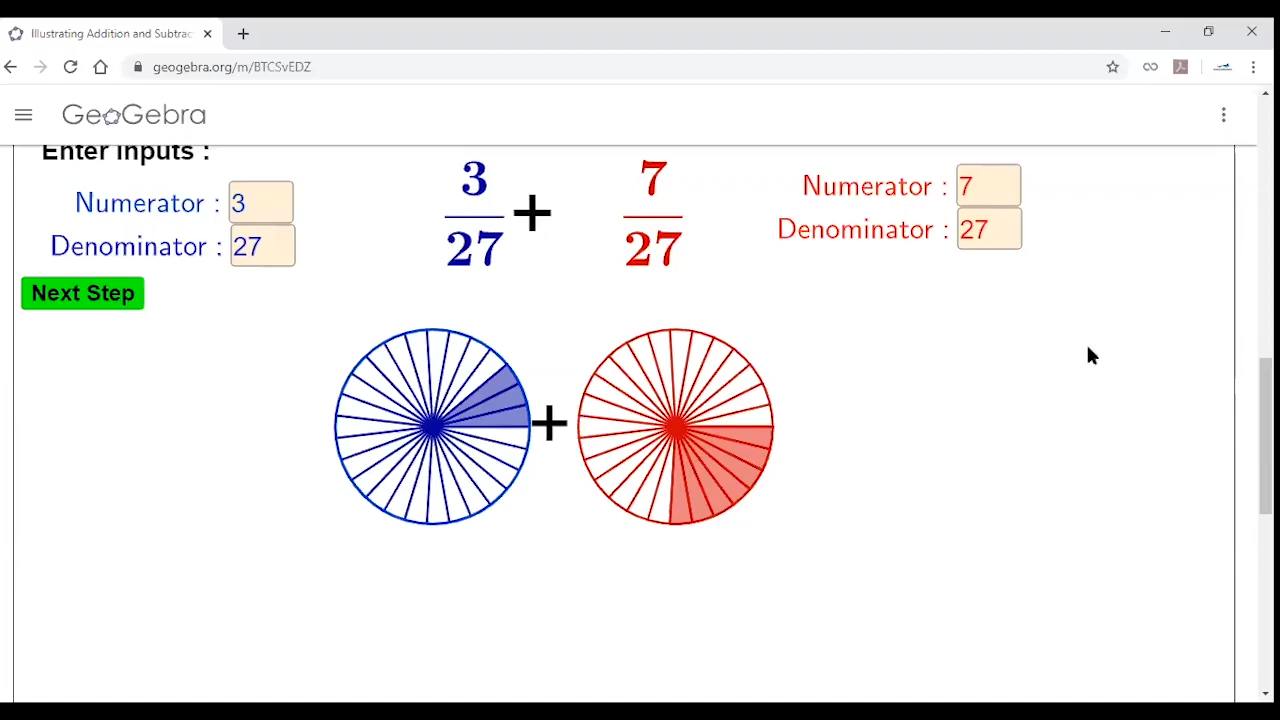 Illustrating Addition and Subtrac
geogebra.org/m/BTCSvEDZ
GeoGebra
Enter inputs :
Numerator : 3
Denominator : 27
3
27
+
7
27
Numerator : 7
Denominator : 27
Next Step
+